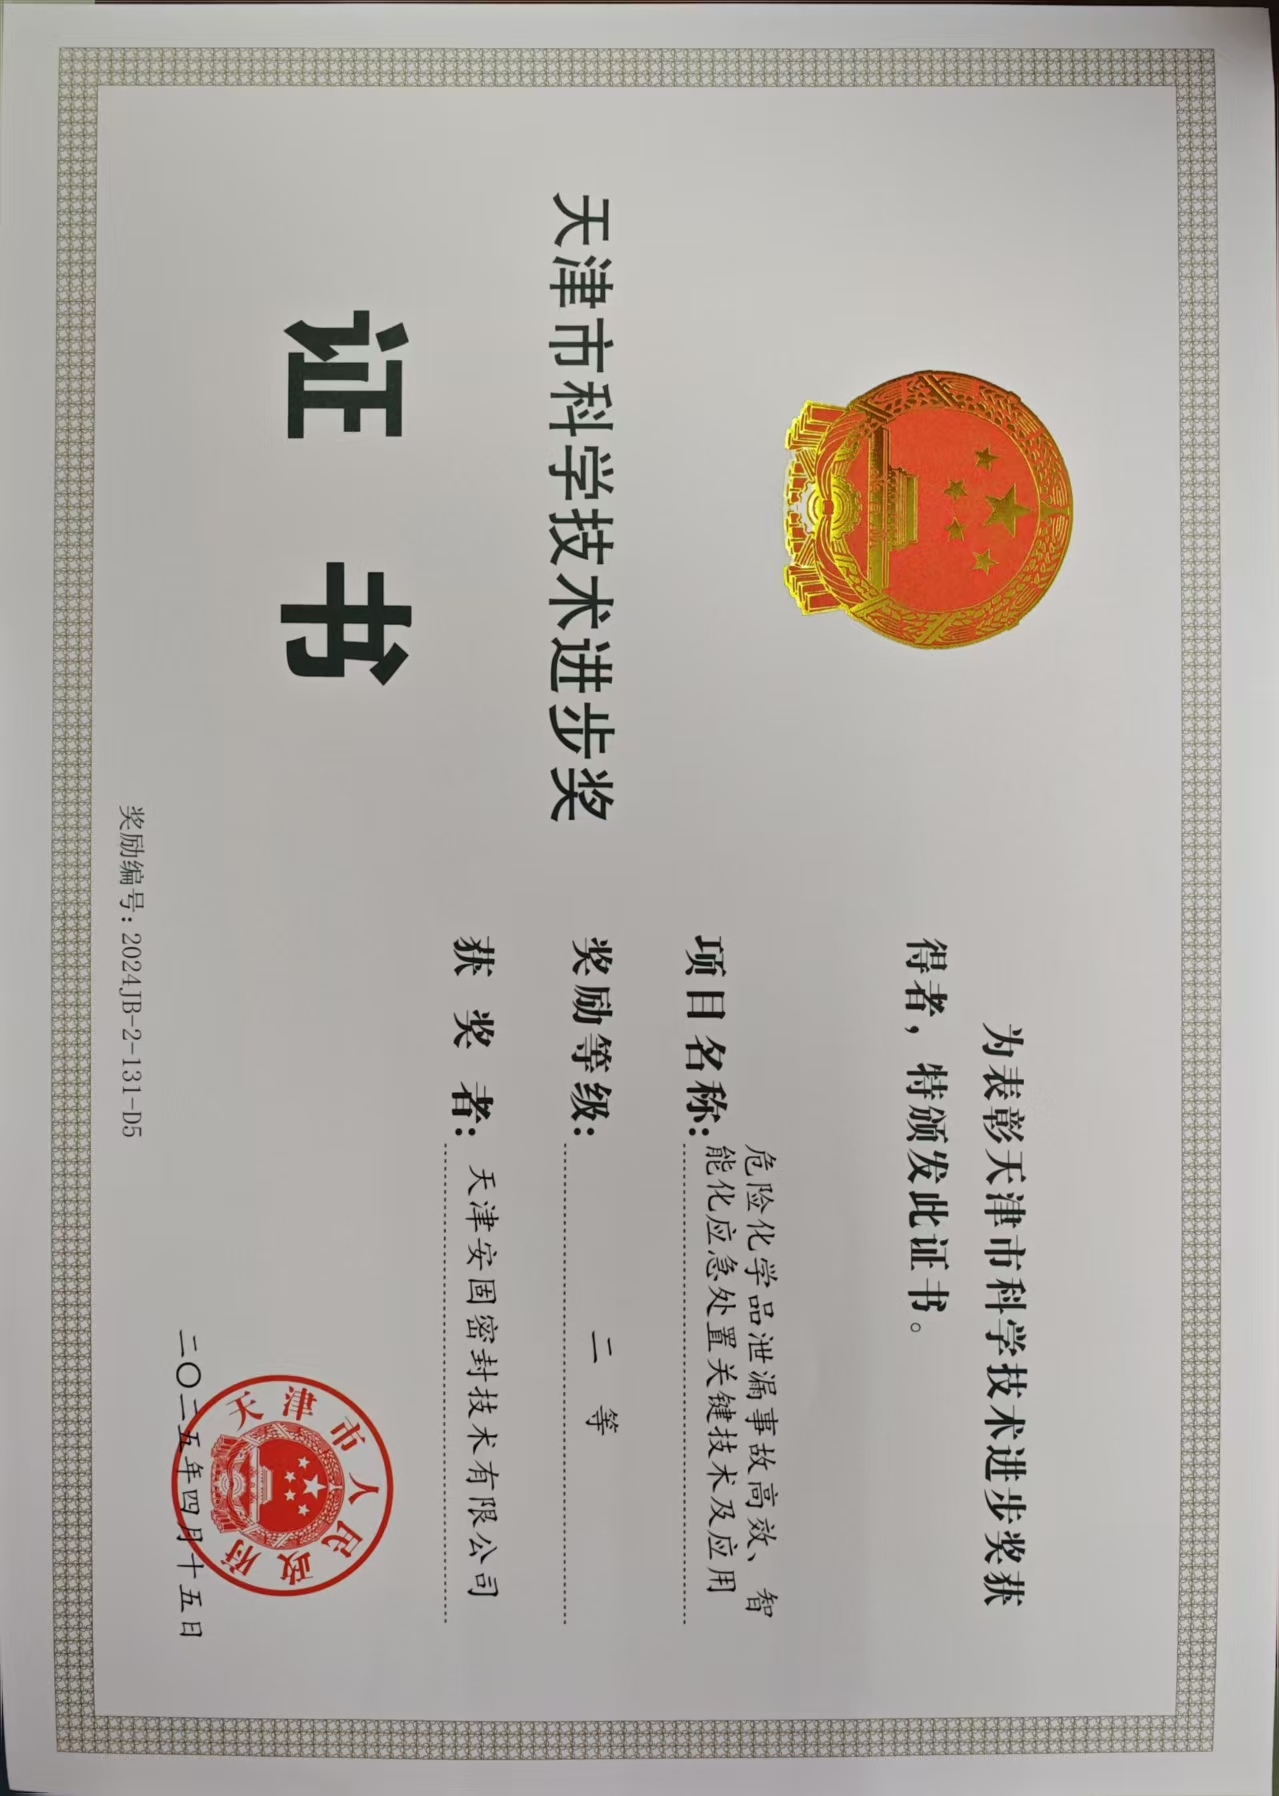 天津市科学技术进步奖
证书
为表彰天津市科学技术进步奖获
得者，特颁发此证书。
项目名称：
危险化学品泄漏事故高效、智
能化应急处置关键技术及应用
奖励等级：二等
获奖者：天津安固密封技术有限公司
天津市人民政府
二〇二五年四月十五日
奖励编号：2024JB-2-131-D5